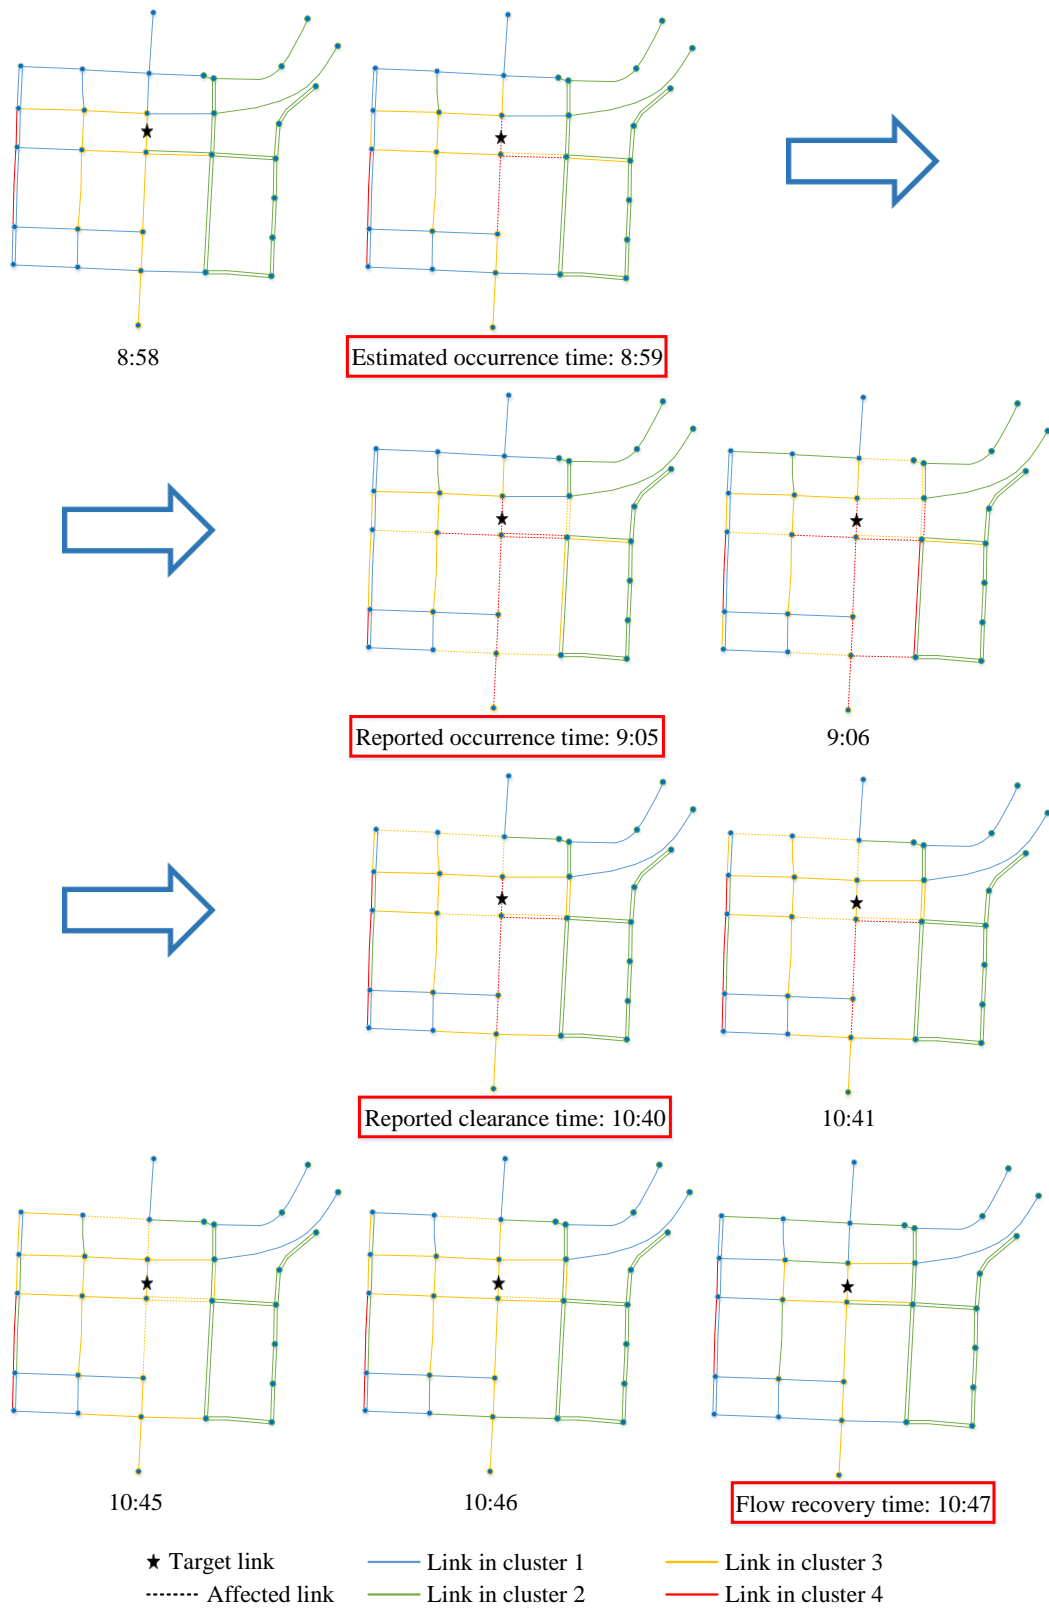 8:58
Estimated occurrence time: 8:59
Reported occurrence time: 9:05
9:06
Reported clearance time: 10:40
10:41
10:45
10:46
Flow recovery time: 10:47
Target link
Link in cluster 1
Link in cluster 3
Affected link
Link in cluster 2
Link in cluster 4